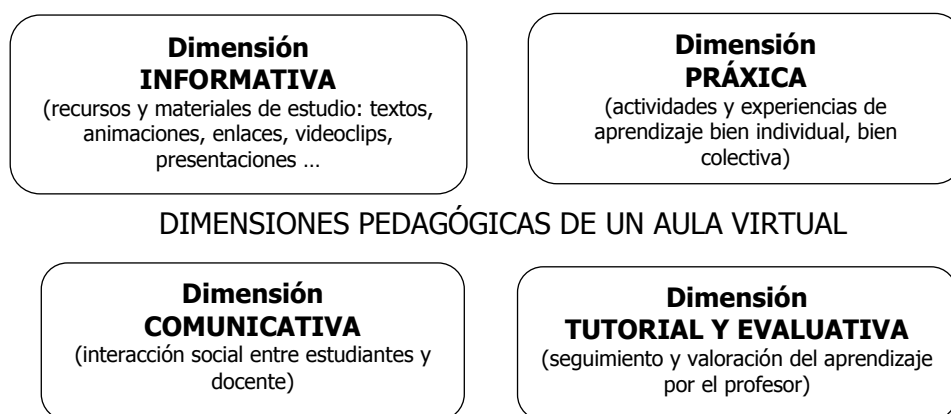 Dimensión
INFORMATIVA
(recursos y materiales de estudio: textos,
animaciones, enlaces, videoclips,
presentaciones …
Dimensión
PRÁXICA
(actividades y experiencias de
aprendizaje bien individual, bien
colectiva)
DIMENSIONES PEDAGÓGICAS DE UN AULA VIRTUAL
Dimensión
COMUNICATIVA
(interacción social entre estudiantes y
docente)
Dimensión
TUTORIAL Y EVALUATIVA
(seguimiento y valoración del aprendizaje
por el profesor)